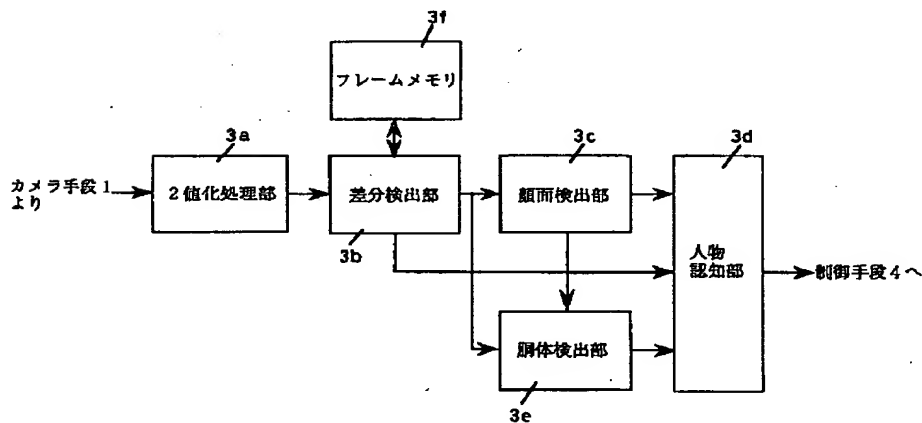 3f
フレームメモリ
3a
3c
3d
カメラ手段1
より
2値化処理部
差分検出部
顔面検出部
3b
人物
認知部
制御手段4へ
胴体検出部
3e